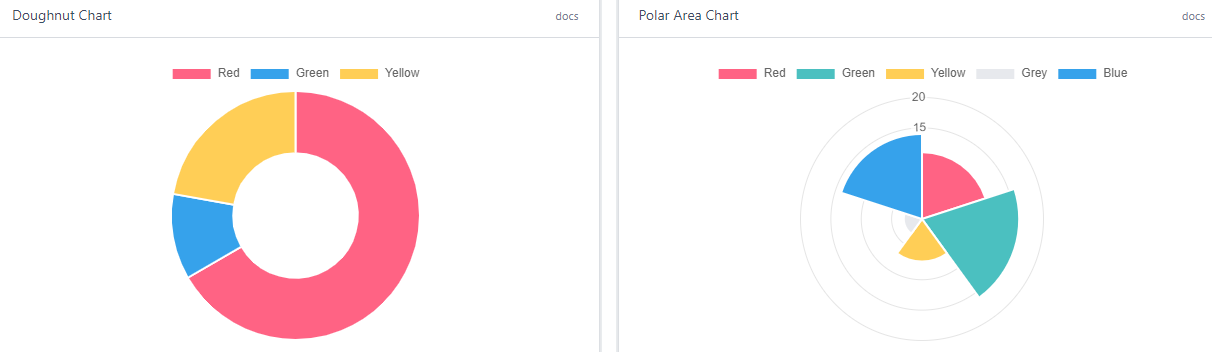 Doughnut Chart
docs
Red Green Yellow
Polar Area Chart
docs
Red Green Yellow Grey Blue
20
15